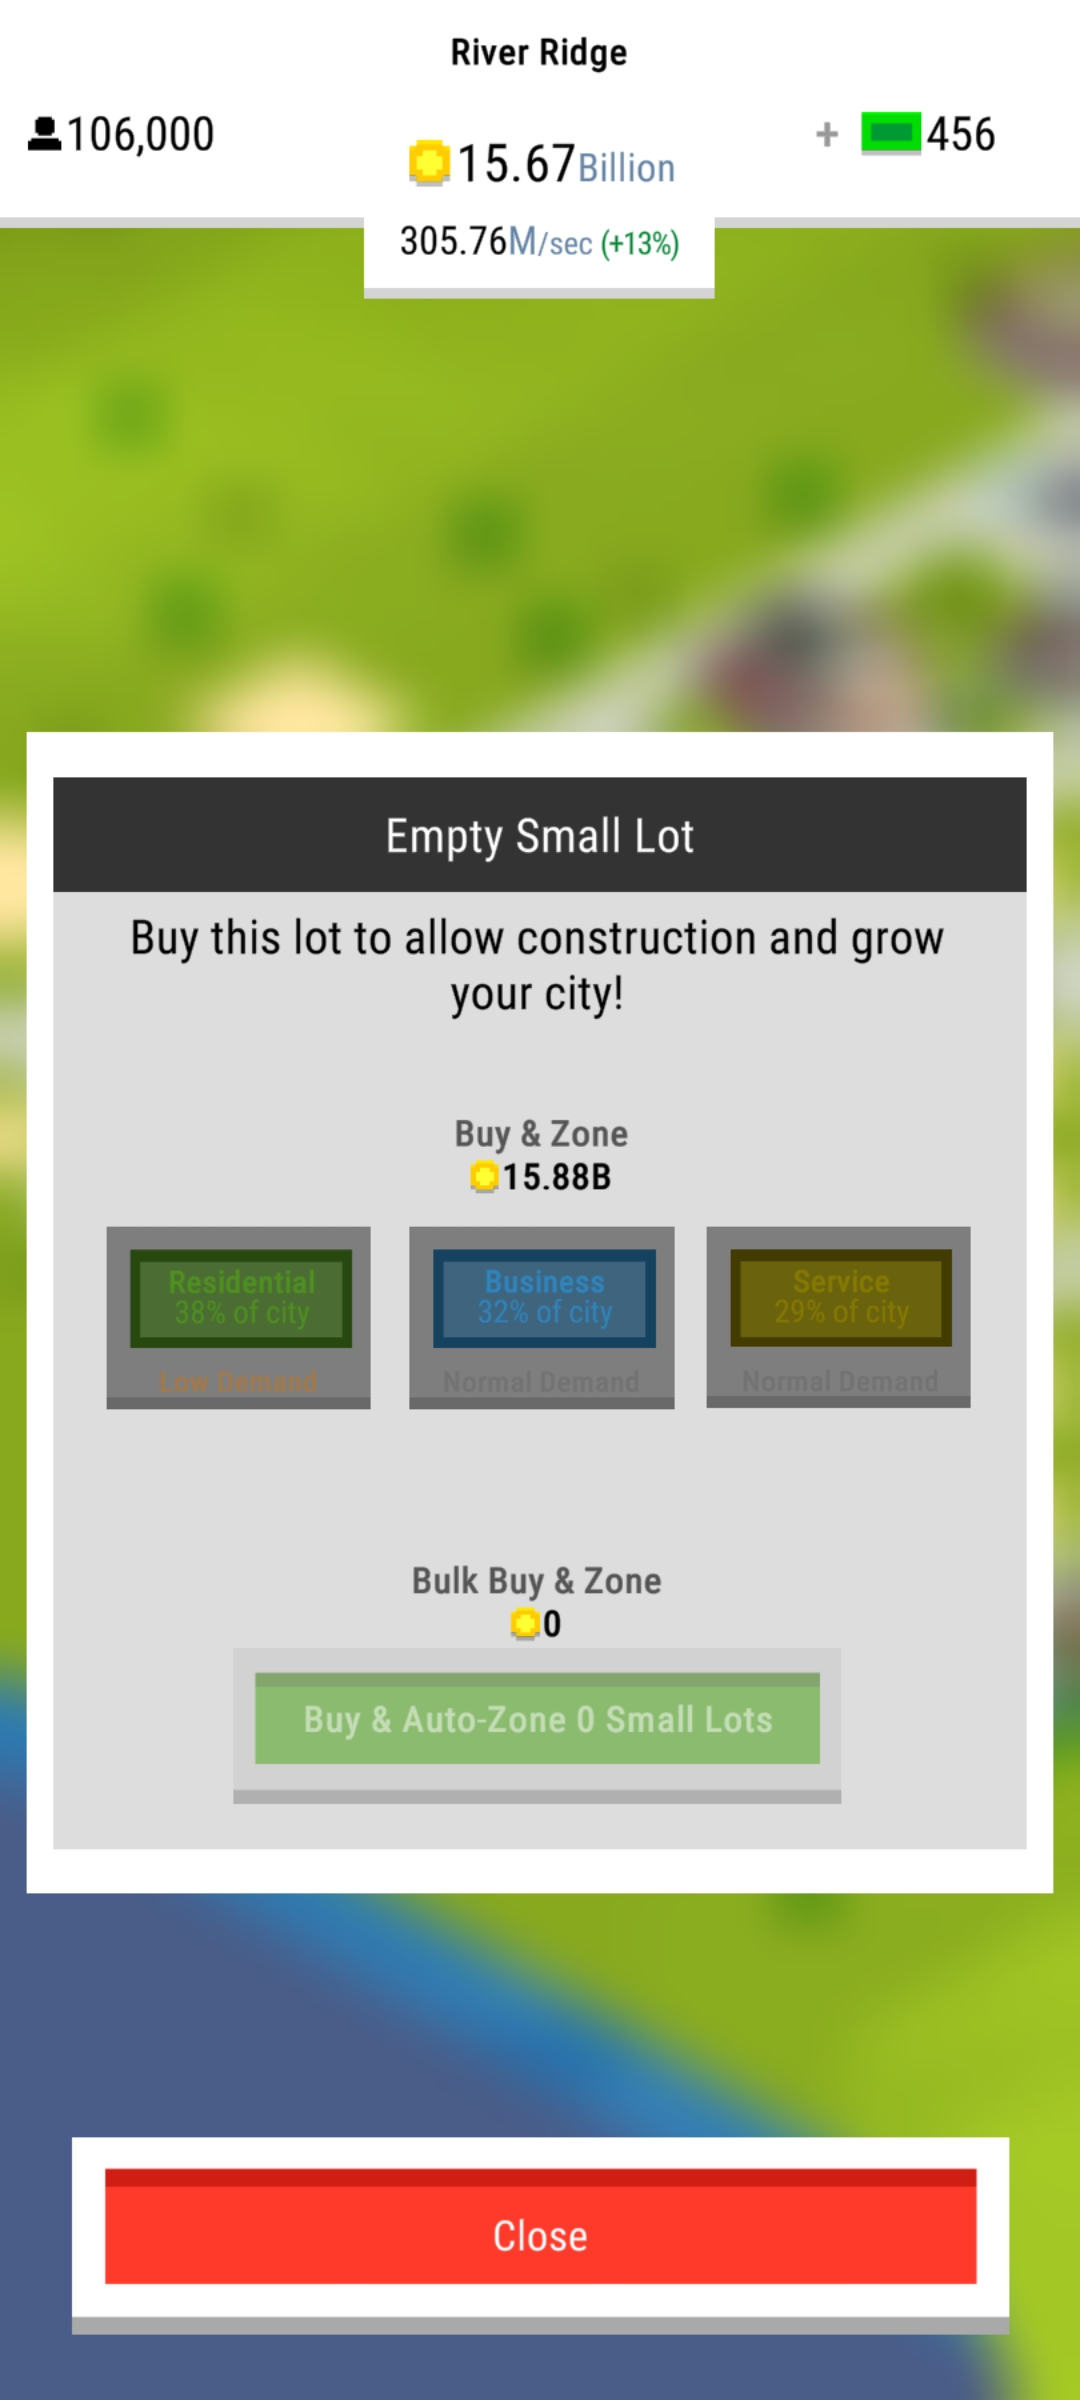 River Ridge
106,000
+ 456
15.67Billion
305.76M/sec (+13%)
Empty Small Lot
Buy this lot to allow construction and grow
your city!
Buy & Zone
15.88B
Residential
38% of city
Low Demand
Business
32% of city
Normal Demand
Service
29% of city
Normal Demand
Bulk Buy & Zone
0
Buy & Auto-Zone 0 Small Lots
Close